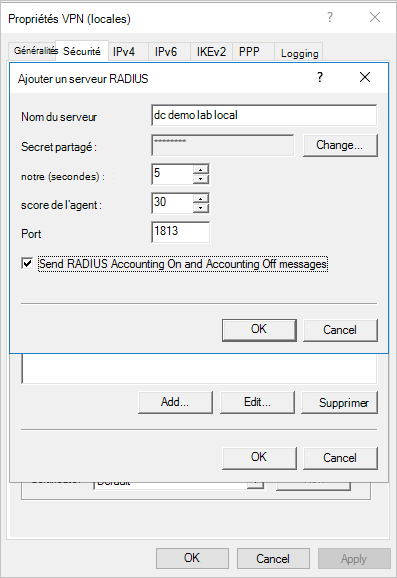 Propriétés VPN (locales)
Généralités Sécurité IPv4 IPv6 IKEv2 PPP Logging
Ajouter un serveur RADIUS
Nom du serveur dc demo lab local
Secret partagé : ******** Change...
notre (secondes) : 5
score de l'agent : 30
Port 1813
Send RADIUS Accounting On and Accounting Off messages
OK Cancel
Add... Edit... Supprimer
OK Cancel
Default
OK Cancel Apply